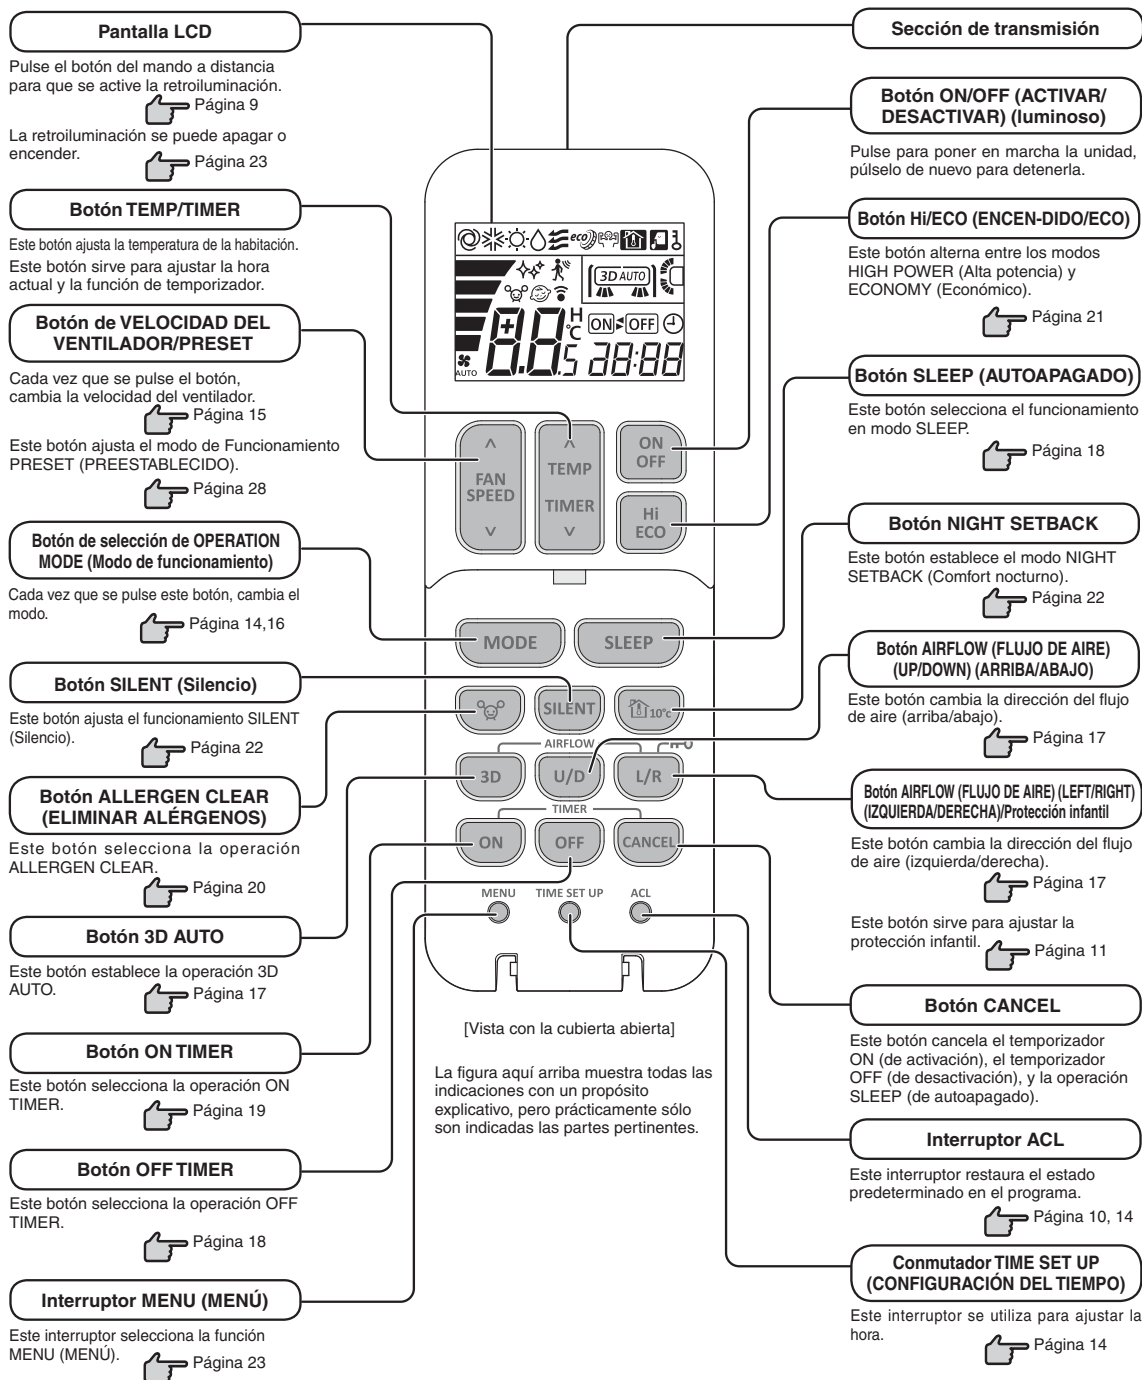 Pantalla LCD
Pulse el botón del mando a distancia
para que se active la retroiluminación.
Página 9
La retroiluminación se puede apagar o
encender.
Página 23
Botón TEMP/TIMER
Este botón ajusta la temperatura de la habitación.
Este botón sirve para ajustar la hora
actual y la función de temporizador.
Botón de VELOCIDAD DEL
VENTILADOR/PRESET
Cada vez que se pulse el botón,
cambia la velocidad del ventilador.
Página 15
Este botón ajusta el modo de Funcionamiento
PRESET (PREESTABLECIDO).
Página 28
Botón de selección de OPERATION
MODE (Modo de funcionamiento)
Cada vez que se pulse este botón, cambia el
modo.
Página 14,16
Botón SILENT (Silencio)
Este botón ajusta el funcionamiento SILENT
(Silencio).
Página 22
Botón ALLERGEN CLEAR
(ELIMINAR ALÉRGENOS)
Este botón selecciona la operación
ALLERGEN CLEAR.
Página 20
Botón 3D AUTO
Este botón establece la operación 3D
AUTO.
Página 17
Botón ON TIMER
Este botón selecciona la operación ON
TIMER.
Página 19
Botón OFF TIMER
Este botón selecciona la operación OFF
TIMER.
Página 18
Interruptor MENU (MENÚ)
Este interruptor selecciona la función
MENU (MENÚ).
Página 23
eco
3D AUTO
8.8.5 H °C ON OFF
AUTO
28:88
FAN
SPEED
TEMP
TIMER
ON
OFF
Hi
ECO
MODE
SLEEP
SILENT
10°c
AIRFLOW
3D
U/D
L/R
TIMER
ON
OFF
CANCEL
MENU
TIME SET UP
ACL
[Vista con la cubierta abierta]
La figura aquí arriba muestra todas las
indicaciones con un propósito
explicativo, pero prácticamente sólo
son indicadas las partes pertinentes.
Sección de transmisión
Botón ON/OFF (ACTIVAR/
DESACTIVAR) (luminoso)
Pulse para poner en marcha la unidad,
púlselo de nuevo para detenerla.
Botón Hi/ECO (ENCEN-DIDO/ECO)
Este botón alterna entre los modos
HIGH POWER (Alta potencia) y
ECONOMY (Económico).
Página 21
Botón SLEEP (AUTOAPAGADO)
Este botón selecciona el funcionamiento
en modo SLEEP.
Página 18
Botón NIGHT SETBACK
Este botón establece el modo NIGHT
SETBACK (Comfort nocturno).
Página 22
Botón AIRFLOW (FLUJO DE AIRE)
(UP/DOWN) (ARRIBA/ABAJO)
Este botón cambia la dirección del flujo
de aire (arriba/abajo).
Página 17
Botón AIRFLOW (FLUJO DE AIRE) (LEFT/RIGHT)
(IZQUIERDA/DERECHA)/Protección infantil
Este botón cambia la dirección del flujo
de aire (izquierda/derecha).
Página 17
Este botón sirve para ajustar la
protección infantil.
Página 11
Botón CANCEL
Este botón cancela el temporizador
ON (de activación), el temporizador
OFF (de desactivación), y la operación
SLEEP (de autoapagado).
Interruptor ACL
Este interruptor restaura el estado
predeterminado en el programa.
Página 10, 14
Conmutador TIME SET UP
(CONFIGURACIÓN DEL TIEMPO)
Este interruptor se utiliza para ajustar la
hora.
Página 14